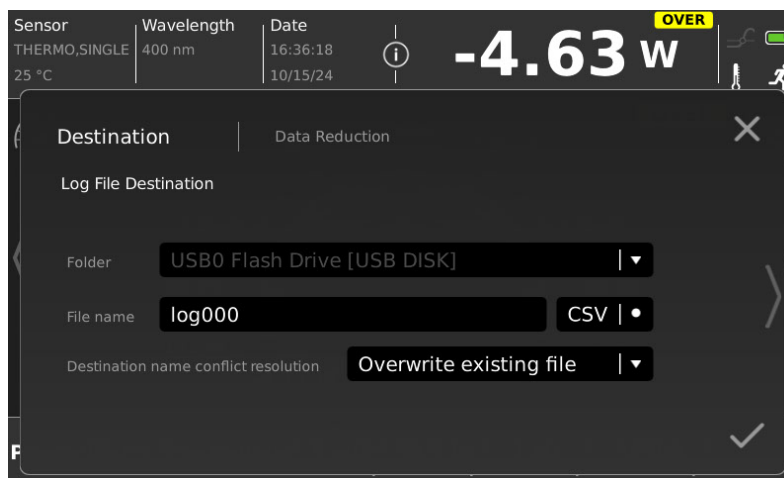 Sensor
Wavelength
Date
OVER
THERMO,SINGLE
400 nm
16:36:18
-4.63 W
25 °C
10/15/24
Destination
Data Reduction
Log File Destination
Folder
USB0 Flash Drive [USB DISK]
File name
log000
CSV
Destination name conflict resolution
Overwrite existing file
P